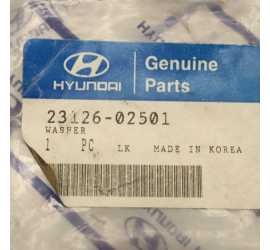 HYUNDAI
Genuine
Parts
23126-02501
WASHER
1 PC LK MADE IN KOREA